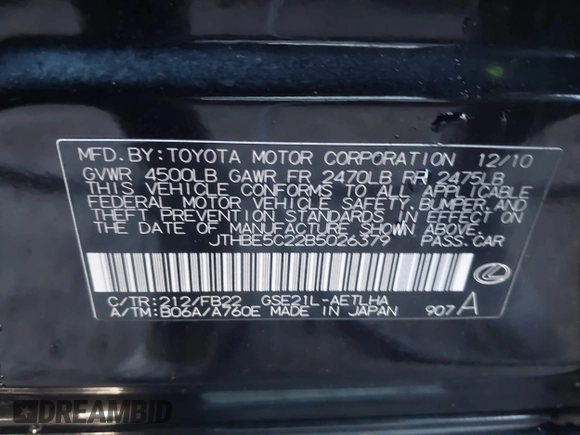 MFD. BY: TOYOTA MOTOR CORPORATION 12/10
GVWR 4500LB GAWR FR 2470LB RR 2475LB
THIS VEHICLE CONFORMS TO ALL APPLICABLE
FEDERAL MOTOR VEHICLE SAFETY, BUMPER, AND
THEFT PREVENTION STANDARDS IN EFFECT ON
THE DATE OF MANUFACTURE SHOWN ABOVE.
JTHBE5C22B5026379 PASS. CAR
C/TR: 212/FB22 GSE21L-AETLHA
A/TM: B06A/A760E MADE IN JAPAN 907 A
DREAMBID